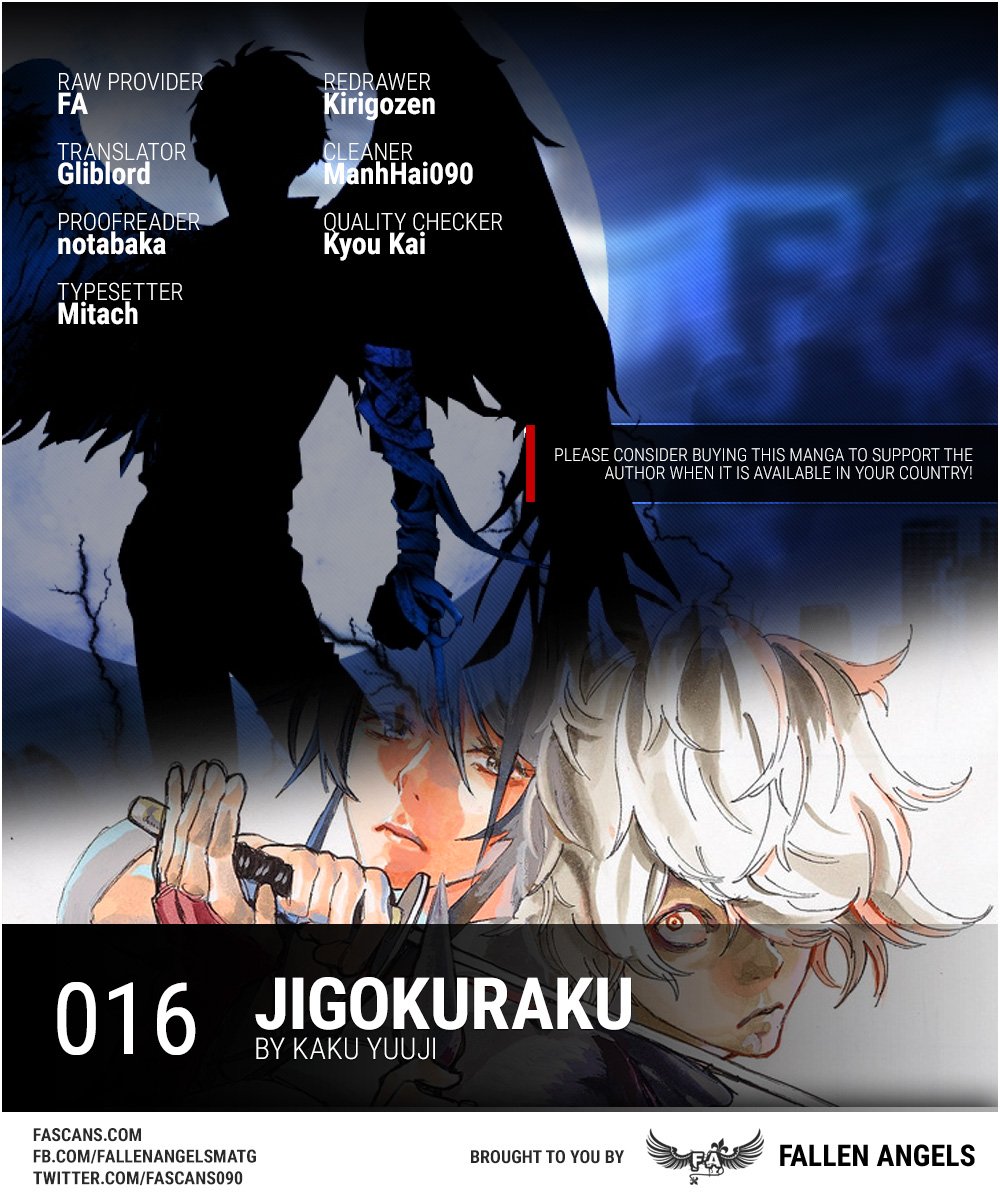 RAW PROVIDER
FA
TRANSLATOR
Gliblord
PROOFREADER
notabaka
TYPESETTER
Mitach
REDRAWER
Kirigozen
CLEANER
ManhHai090
QUALITY CHECKER
Kyou Kai
PLEASE CONSIDER BUYING THIS MANGA TO SUPPORT THE
AUTHOR WHEN IT IS AVAILABLE IN YOUR COUNTRY!
016
JIGOKURAKU
BY KAKU YUUJI
FASCANS.COM
FB.COM/FALLENANGELSMATG
TWITTER.COM/FASCANS090
BROUGHT TO YOU BY
FA
FALLEN ANGELS